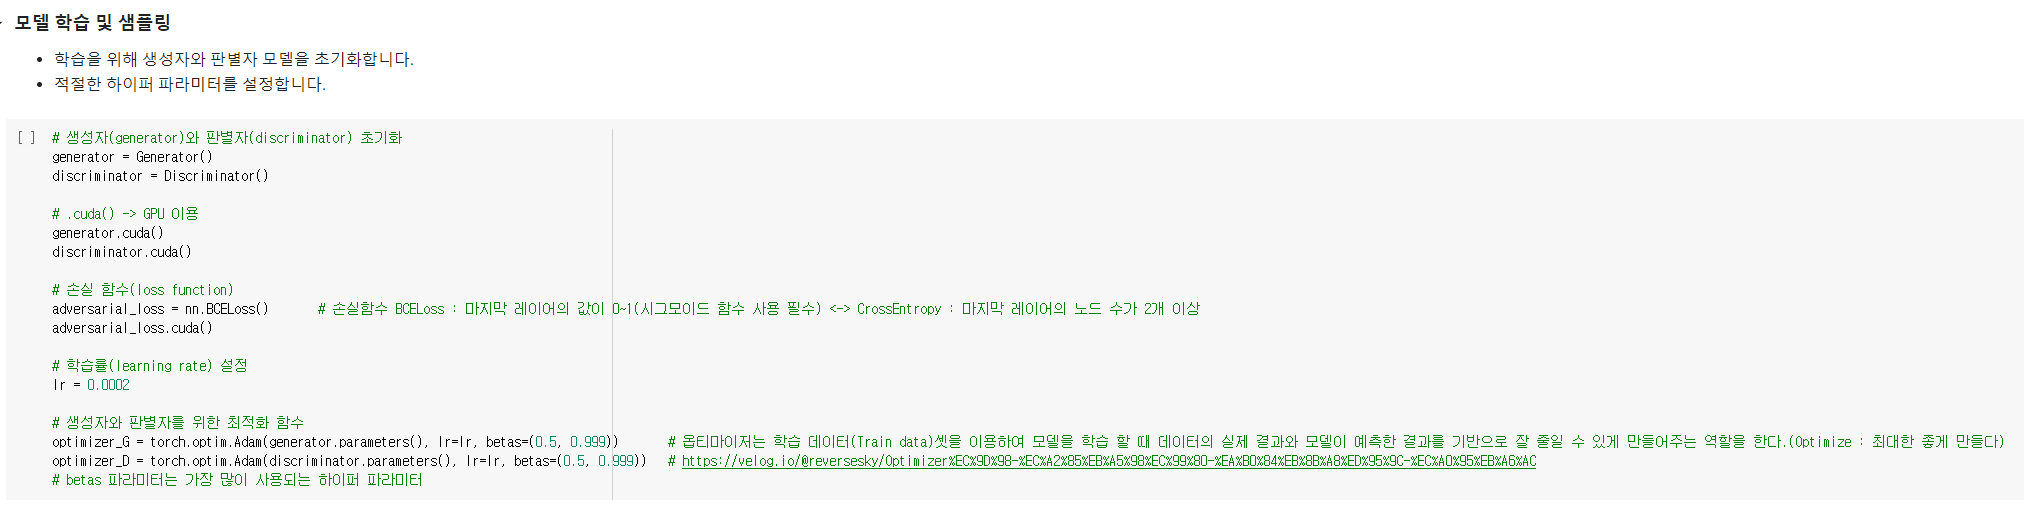 모델 학습 및 샘플링
• 학습을 위해 생성자와 판별자 모델을 초기화합니다.
• 적절한 하이퍼 파라미터를 설정합니다.
[ ] # 생성자(generator)와 판별자(discriminator) 초기화
generator = Generator()
discriminator = Discriminator()
# .cuda() -> GPU 이용
generator.cuda()
discriminator.cuda()
# 손실 함수(loss function)
adversarial_loss = nn.BCELoss() # 손실함수 BCELoss : 마지막 레이어의 값이 0~1(시그모이드 함수 사용 필수) <-> CrossEntropy : 마지막 레이어의 노드 수가 2개 이상
adversarial_loss.cuda()
# 학습률(learning rate) 설정
lr = 0.0002
# 생성자와 판별자를 위한 최적화 함수
optimizer_G = torch.optim.Adam(generator.parameters(), lr=lr, betas=(0.5, 0.999)) # 옵티마이저는 학습 데이터(Train data)셋을 이용하여 모델을 학습 할 때 데이터의 실제 결과와 모델이 예측한 결과를 기반으로 잘 줄일 수 있게 만들어주는 역할을 한다.(Optimize : 최대한 좋게 만들다)
optimizer_D = torch.optim.Adam(discriminator.parameters(), lr=lr, betas=(0.5, 0.999)) # https://velog.io/@reversesky/Optimizer%EC%9D%98-%EC%A2%85%EB%A5%98%EC%99%80-%EA%B0%84%EB%8B%A8%ED%95%9C-%EC%A0%95%EB%A6%AC
# betas 파라미터는 가장 많이 사용되는 하이퍼 파라미터